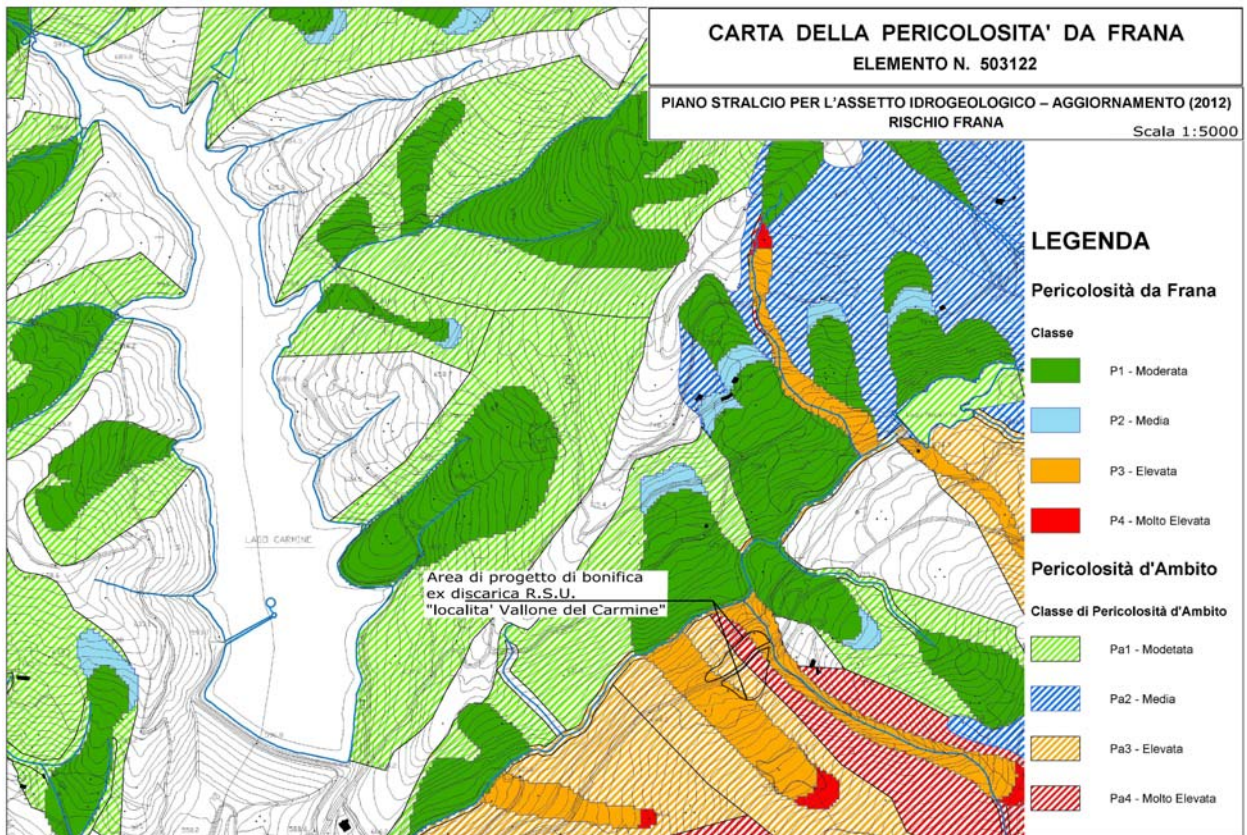 CARTA DELLA PERICOLOSITA' DA FRANA
ELEMENTO N. 503122
PIANO STRALCIO PER L'ASSETTO IDROGEOLOGICO – AGGIORNAMENTO (2012)
RISCHIO FRANA
Scala 1:5000
LEGENDA
Pericolosità da Frana
Classe
P1 - Moderata
P2 - Media
P3 - Elevata
P4 - Molto Elevata
Pericolosità d'Ambito
Classe di Pericolosità d'Ambito
Pa1 - Modetata
Pa2 - Media
Pa3 - Elevata
Pa4 - Molto Elevata
LAGO CARMINE
Area di progetto di bonifica
ex discarica R.S.U.
"localita' Vallone del Carmine"